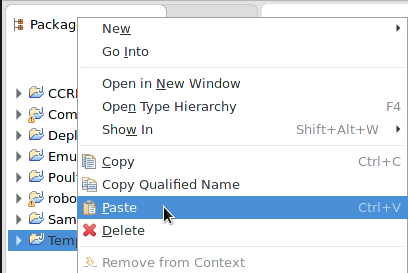 Packag
New
Go Into
Open in New Window
Open Type Hierarchy F4
Show In Shift+Alt+W
CCRI
Com
Depl
Emu
Poul
robo
Sam
Temp
Copy Ctrl+C
Copy Qualified Name
Paste Ctrl+V
Delete
Remove from Context